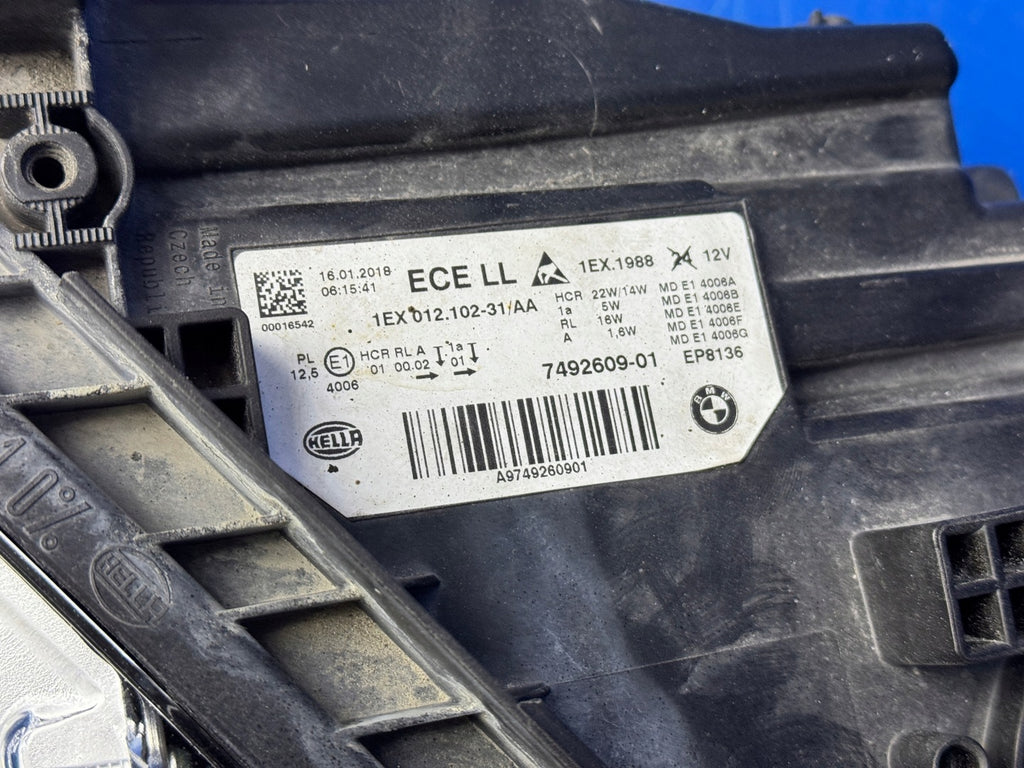 Made in
Czech
Republi
16.01.2018
06:15:41
ECE LL
1EX.1988
24 12V
00016542
1EX 012.102-31/AA
HCR 22W/14W
1a 5W
RL 16W
A 1,6W
MD E1 4006A
MD E1 4006B
MD E1 4006E
MD E1 4006F
MD E1 4006G
PL
12,5
E1
4006
HCR RL A 1a
01 00.02 01
7492609-01
EP8136
HELLA
BMW
A9749260901
10%
HELLA